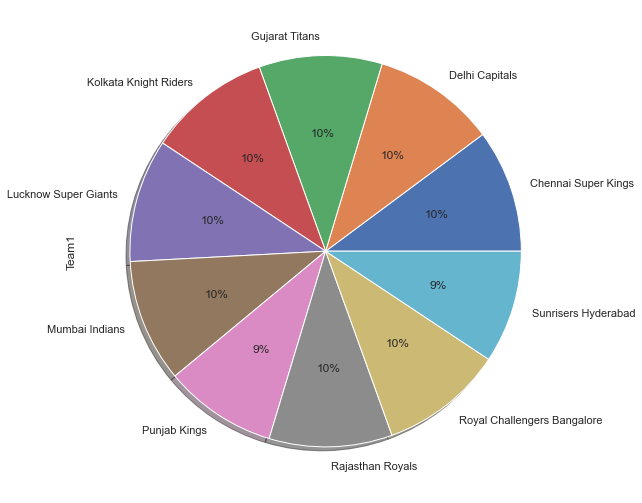 Gujarat Titans
Kolkata Knight Riders
Delhi Capitals
10%
10%
10%
Lucknow Super Giants
Chennai Super Kings
10%
10%
Team1
10%
9%
Sunrisers Hyderabad
Mumbai Indians
9%
10%
10%
Punjab Kings
Royal Challengers Bangalore
Rajasthan Royals